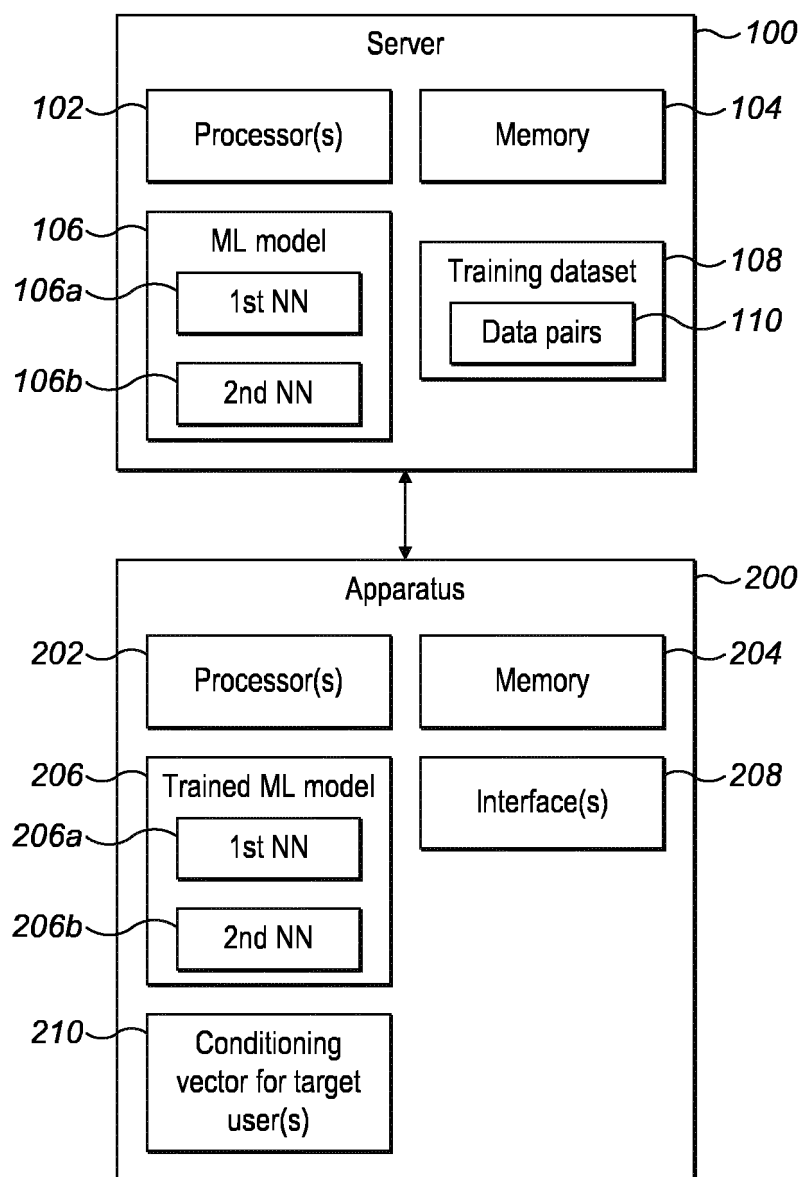 Server
100
102
Processor(s)
Memory
104
106
ML model
106a
1st NN
106b
2nd NN
Training dataset
108
Data pairs
110
Apparatus
200
202
Processor(s)
Memory
204
206
Trained ML model
206a
1st NN
206b
2nd NN
Interface(s)
208
210
Conditioning
vector for target
user(s)